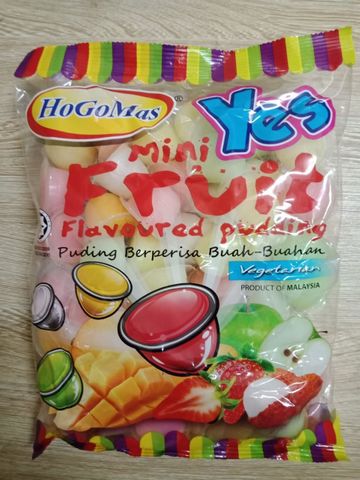 HoGoMas®
Yes
Mini
Fruit
Flavoured pudding
Puding Berperisa Buah-Buahan
Vegetarian
PRODUCT OF MALAYSIA